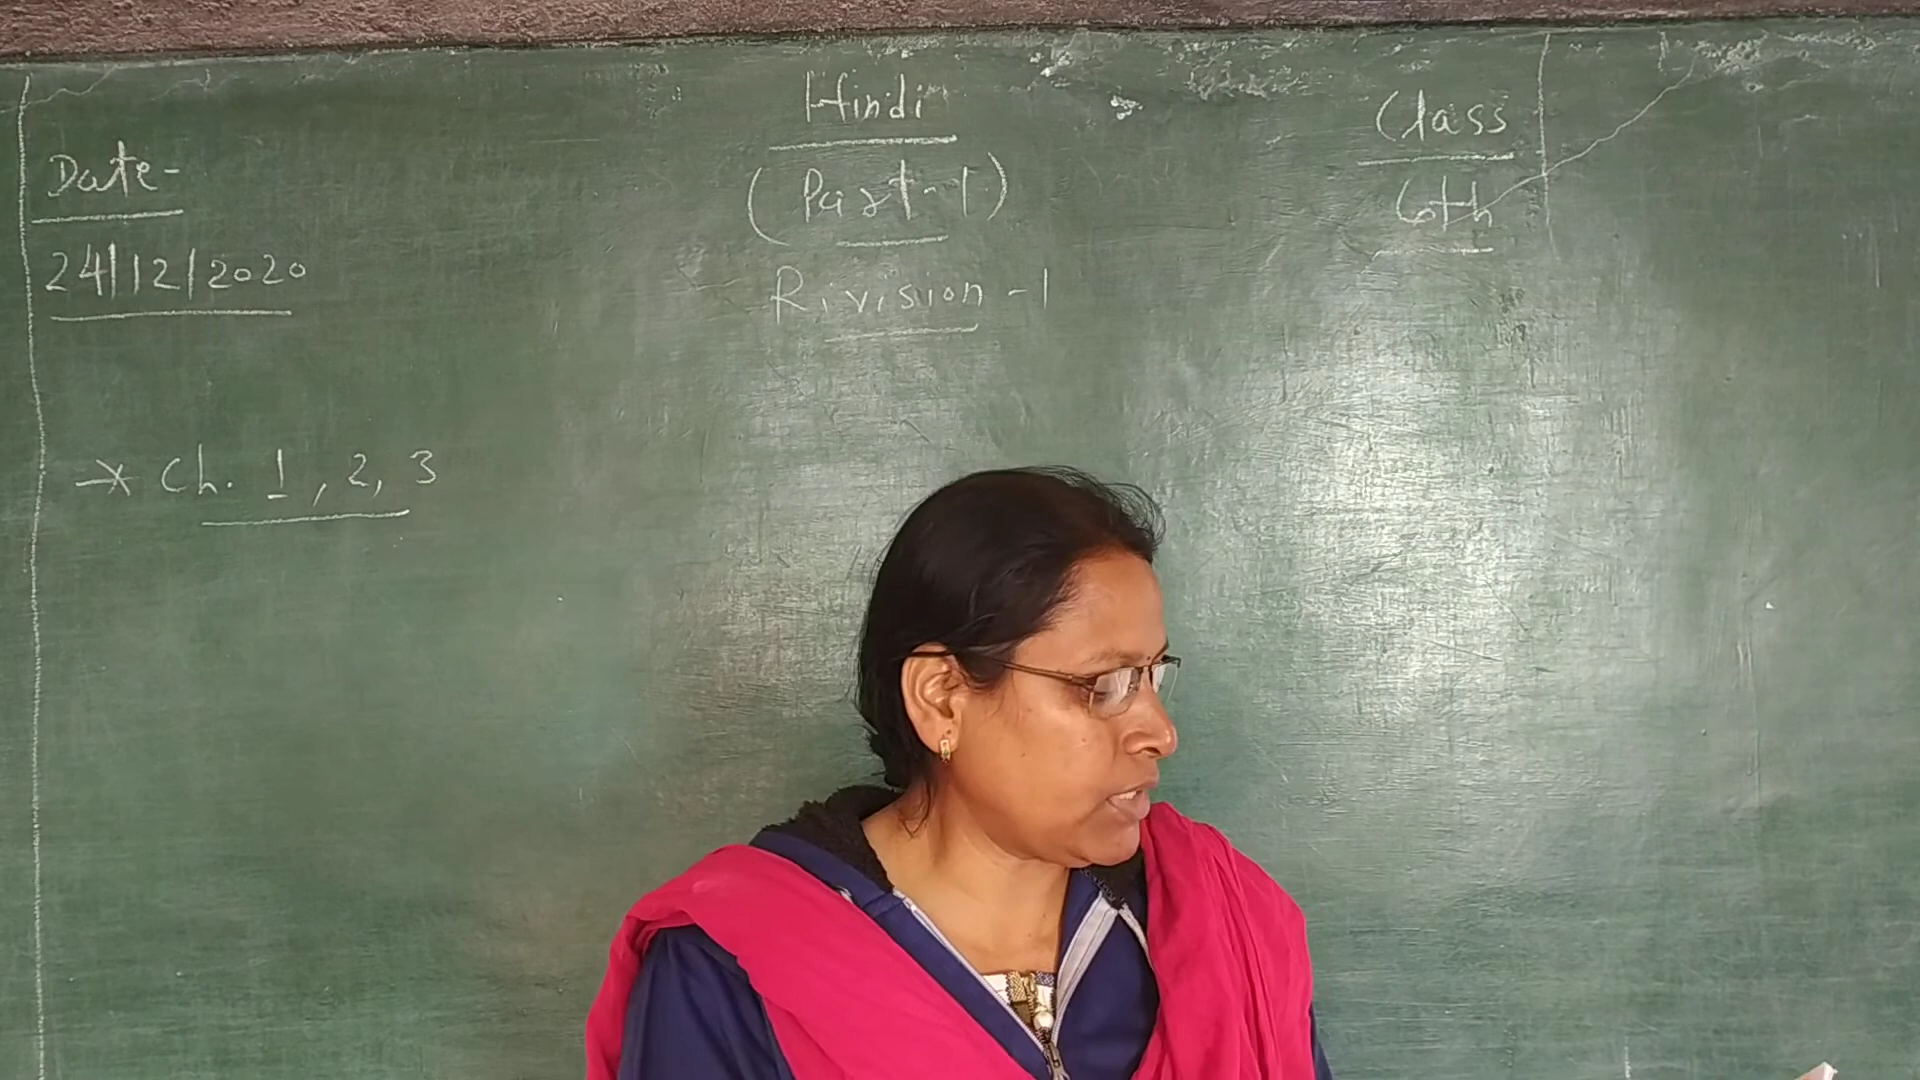 Hindi
(Part-1)
Rivision -1
Class
6th
Date-
24/12/2020
Ch. 1, 2, 3